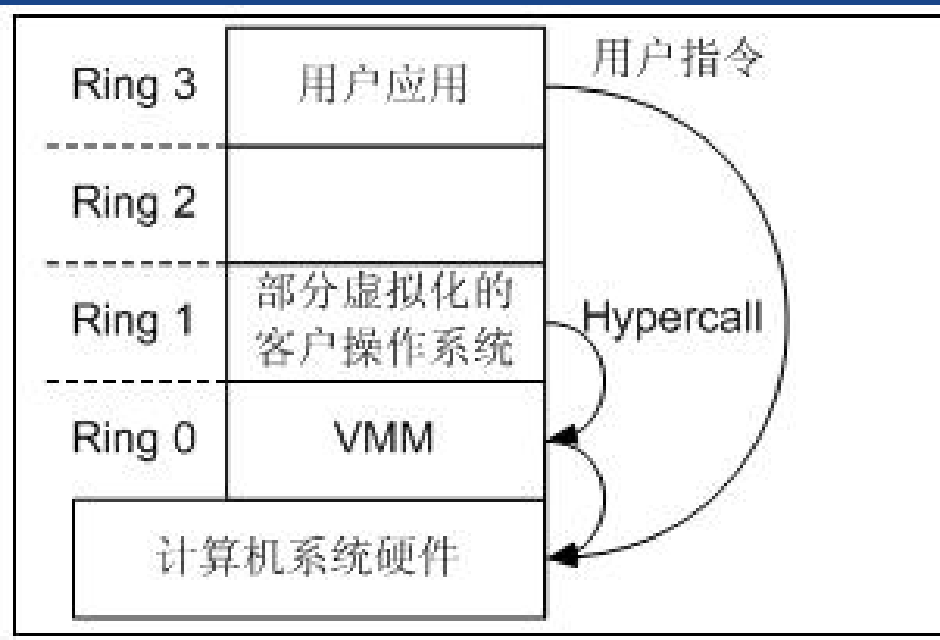 Ring 3
用户应用
用户指令
Ring 2
Ring 1
部分虚拟化的
客户操作系统
Hypercall
Ring 0
VMM
计算机系统硬件